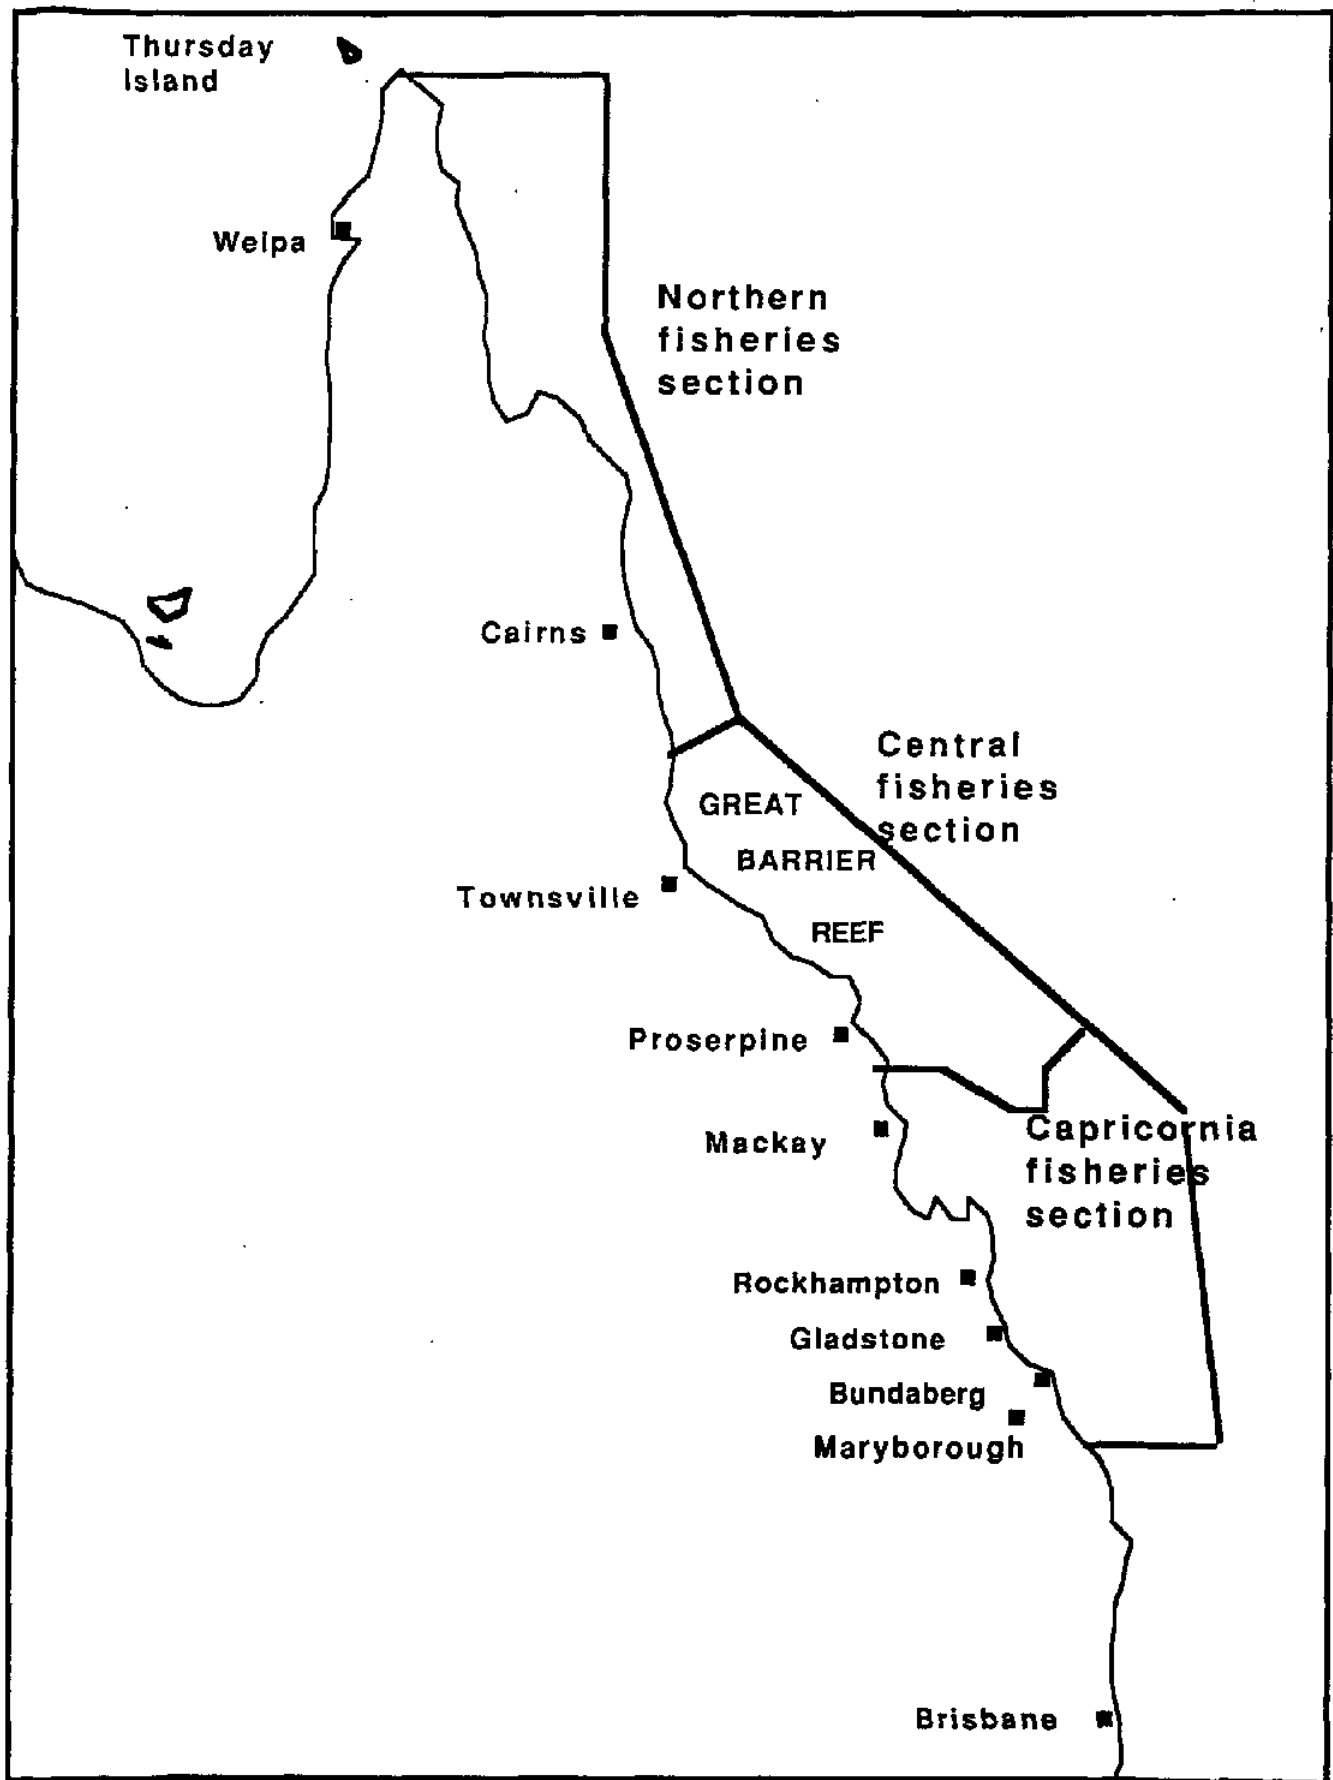 Thursday
Island
Weipa
Northern
fisheries
section
Cairns
Central
fisheries
section
GREAT
BARRIER
REEF
Townsville
Proserpine
Mackay
Capricornia
fisheries
section
Rockhampton
Gladstone
Bundaberg
Maryborough
Brisbane